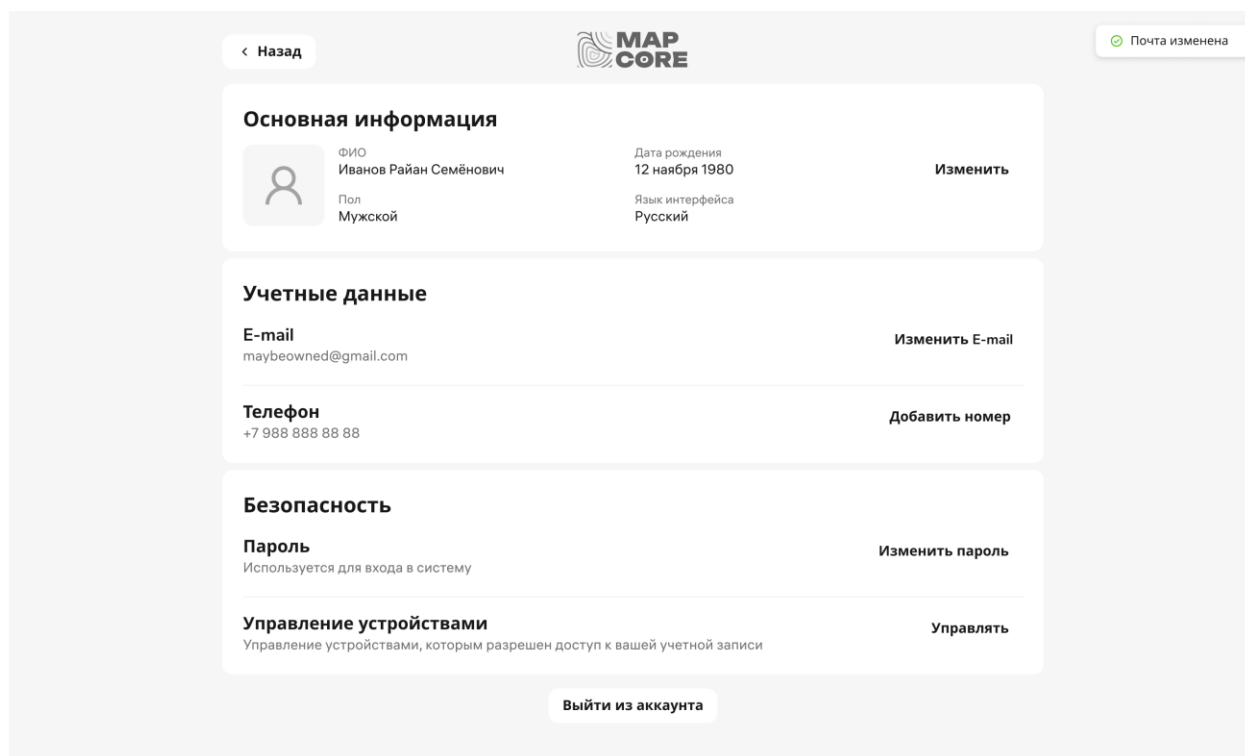 Назад
MAP
CORE
Почта изменена
Основная информация
ФИО
Иванов Райан Семёнович
Дата рождения
12 наября 1980
Изменить
Пол
Мужской
Язык интерфейса
Русский
Учетные данные
E-mail
maybeowned@gmail.com
Изменить E-mail
Телефон
+7 988 888 88 88
Добавить номер
Безопасность
Пароль
Используется для входа в систему
Изменить пароль
Управление устройствами
Управление устройствами, которым разрешен доступ к вашей учетной записи
Управлять
Выйти из аккаунта